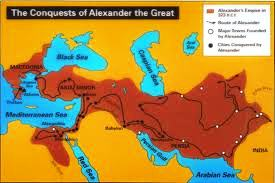 The Conquests of Alexander the Great
Alexander's Empire in
323 B.C.E
Route of Alexander
Major Towns Founded
by Alexander
Cities Conquered by
Alexander
Black Sea
Caspian Sea
MACEDONIA
ASIA MINOR
Athens
Mediterranean Sea
Alexandria
Babylon
PERSIA
INDIA
Persian Gulf
Red Sea
Arabian Sea